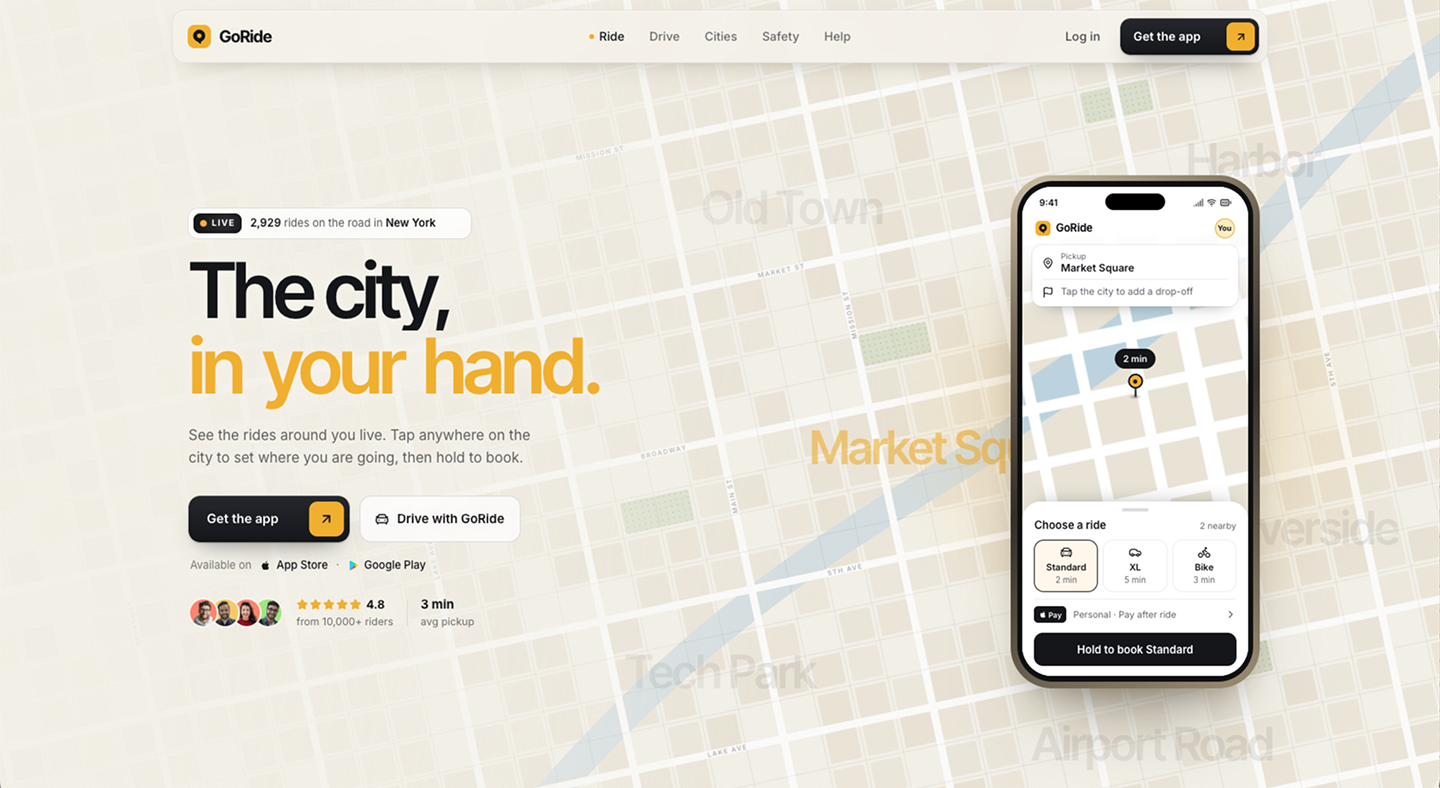 GoRide
Ride
Drive
Cities
Safety
Help
Log in
Get the app
LIVE
2,929 rides on the road in New York
The city,
in your hand.
See the rides around you live. Tap anywhere on the
city to set where you are going, then hold to book.
Get the app
Drive with GoRide
Available on App Store · Google Play
4.8
from 10,000+ riders
3 min
avg pickup
MISSION ST
Old Town
Harbor
MARKET ST
MISSION ST
5TH AVE
BROADWAY
Market Squ
MAIN ST
verside
5TH AVE
Tech Park
LAKE AVE
Airport Road
9:41
GoRide
You
Pickup
Market Square
Tap the city to add a drop-off
2 min
Choose a ride
2 nearby
Standard
2 min
XL
5 min
Bike
3 min
Pay
Personal · Pay after ride
Hold to book Standard